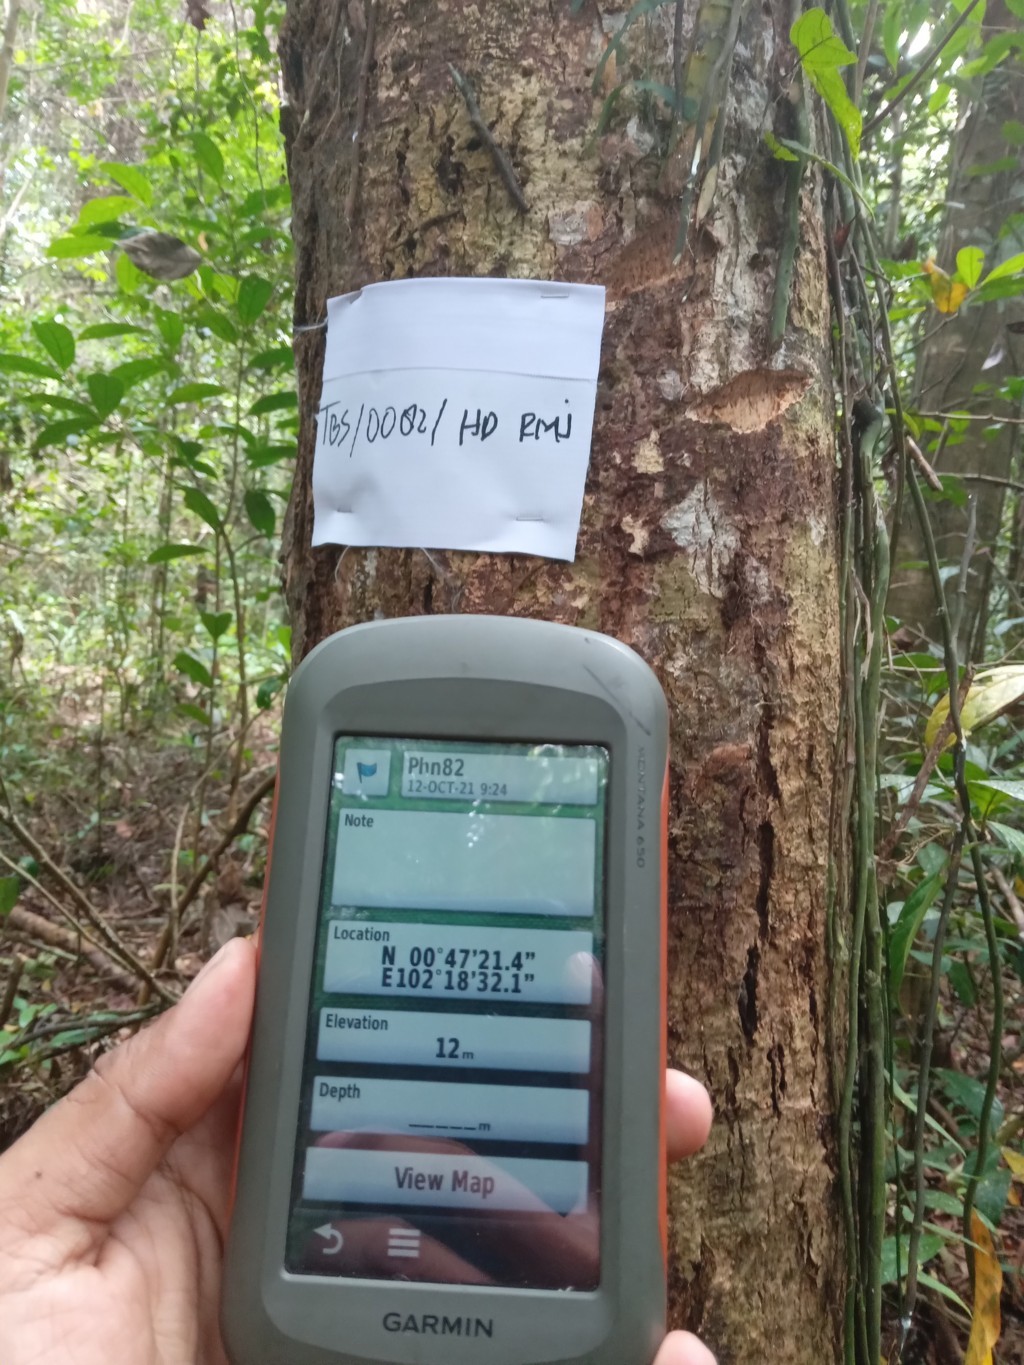 TBS/0082/ HD RMJ
MONTANA 650
Phn82
12-OCT-21 9:24
Note
Location
N 00°47'21.4"
E102°18'32.1"
Elevation
12 m
Depth
_____m
View Map
GARMIN